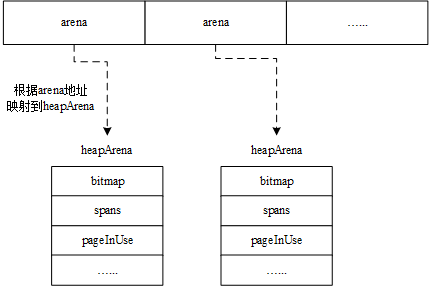 arena
arena
…...
根据arena地址
映射到heapArena
heapArena
heapArena
bitmap
bitmap
spans
spans
pageInUse
pageInUse
…...
…...